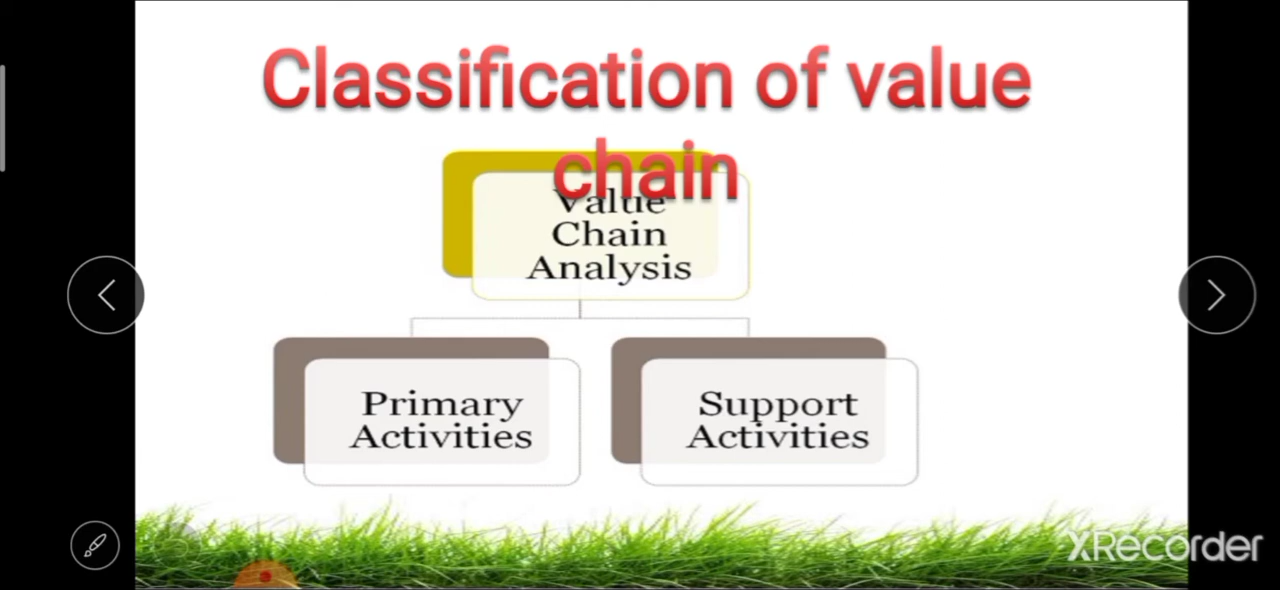 Classification of value
chain
Value
Chain
Analysis
Primary
Activities
Support
Activities
XRecorder